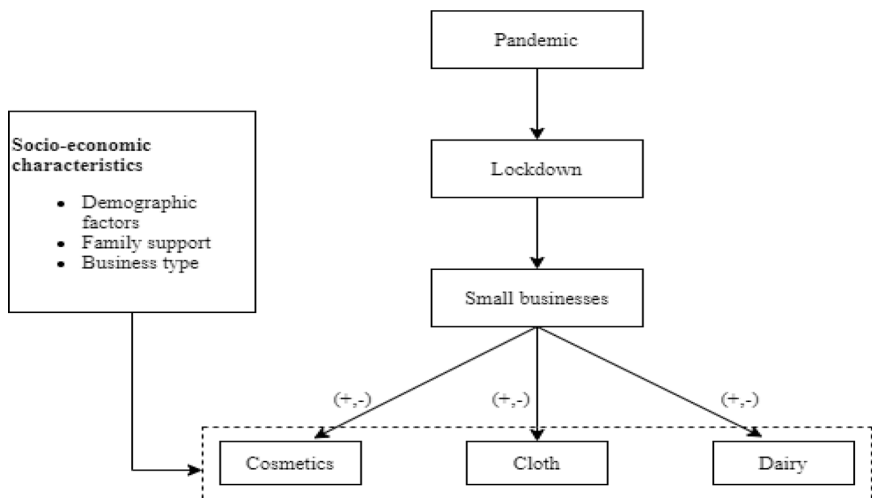 Pandemic
Socio-economic
characteristics
• Demographic
factors
• Family support
• Business type
Lockdown
Small businesses
(+,-)
(+,-)
(+,-)
Cosmetics
Cloth
Dairy